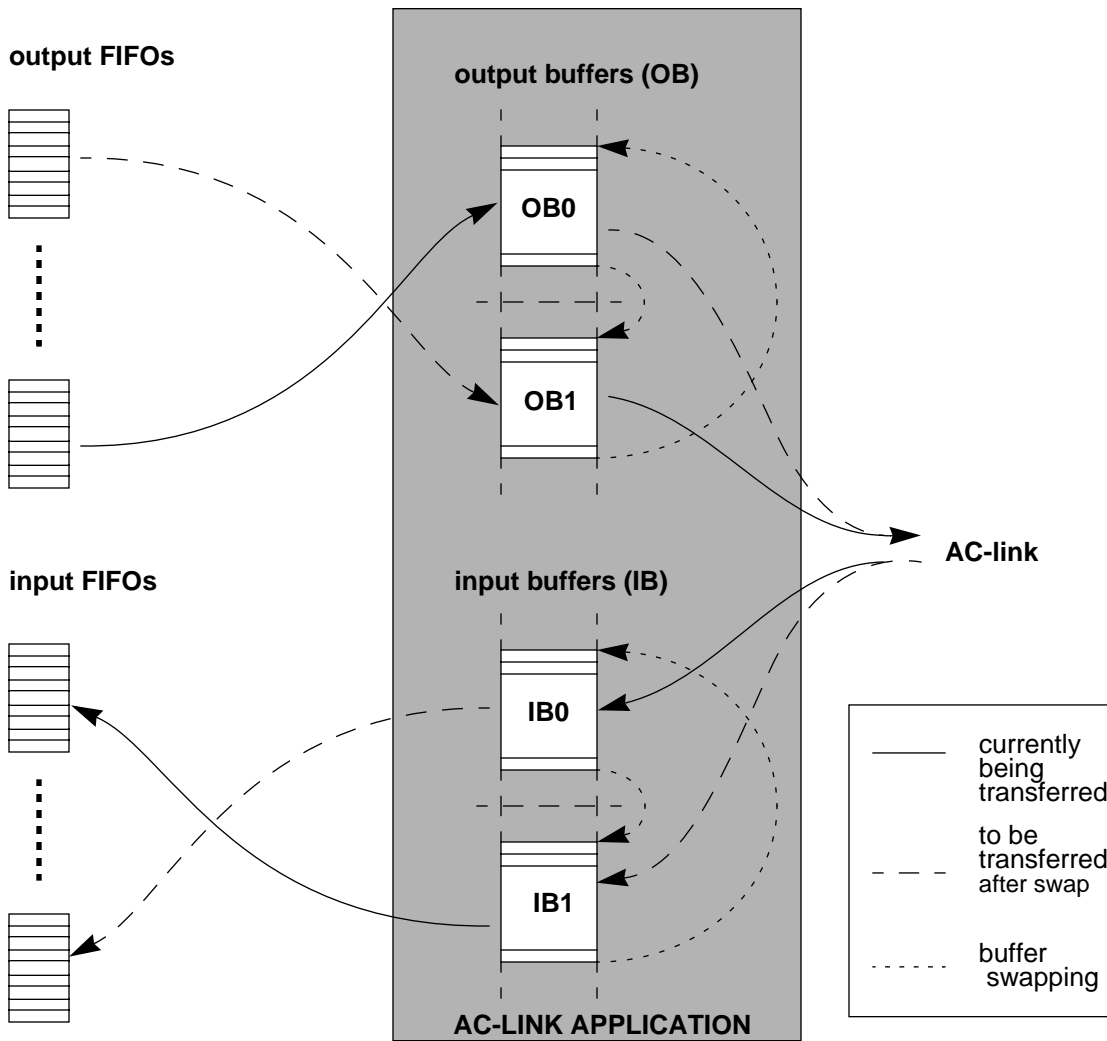 output FIFOs
output buffers (OB)
OB0
OB1
AC-link
input FIFOs
input buffers (IB)
IB0
IB1
AC-LINK APPLICATION
currently
being
transferred
to be
transferred
after swap
buffer
swapping